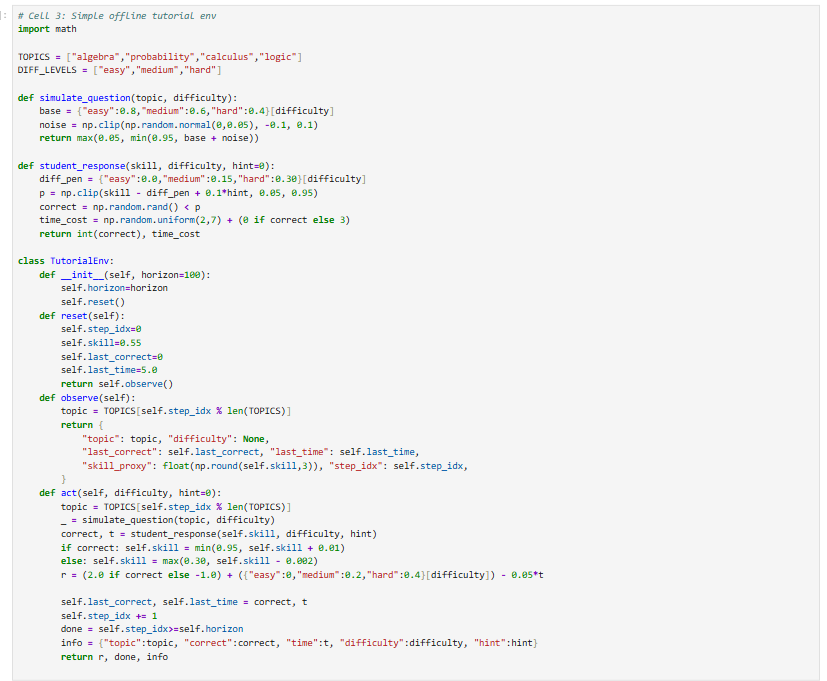 ]:
# Cell 3: Simple offline tutorial env
import math

TOPICS = ["algebra","probability","calculus","logic"]
DIFF_LEVELS = ["easy","medium","hard"]

def simulate_question(topic, difficulty):
    base = {"easy":0.8,"medium":0.6,"hard":0.4}[difficulty]
    noise = np.clip(np.random.normal(0,0.05), -0.1, 0.1)
    return max(0.05, min(0.95, base + noise))

def student_response(skill, difficulty, hint=0):
    diff_pen = {"easy":0.0,"medium":0.15,"hard":0.30}[difficulty]
    p = np.clip(skill - diff_pen + 0.1*hint, 0.05, 0.95)
    correct = np.random.rand() < p
    time_cost = np.random.uniform(2,7) + (0 if correct else 3)
    return int(correct), time_cost

class TutorialEnv:
    def __init__(self, horizon=100):
        self.horizon=horizon
        self.reset()
    def reset(self):
        self.step_idx=0
        self.skill=0.55
        self.last_correct=0
        self.last_time=5.0
        return self.observe()
    def observe(self):
        topic = TOPICS[self.step_idx % len(TOPICS)]
        return {
            "topic": topic, "difficulty": None,
            "last_correct": self.last_correct, "last_time": self.last_time,
            "skill_proxy": float(np.round(self.skill,3)), "step_idx": self.step_idx,
        }
    def act(self, difficulty, hint=0):
        topic = TOPICS[self.step_idx % len(TOPICS)]
        _ = simulate_question(topic, difficulty)
        correct, t = student_response(self.skill, difficulty, hint)
        if correct: self.skill = min(0.95, self.skill + 0.01)
        else: self.skill = max(0.30, self.skill - 0.002)
        r = (2.0 if correct else -1.0) + ({"easy":0,"medium":0.2,"hard":0.4}[difficulty]) - 0.05*t

        self.last_correct, self.last_time = correct, t
        self.step_idx += 1
        done = self.step_idx>=self.horizon
        info = {"topic":topic, "correct":correct, "time":t, "difficulty":difficulty, "hint":hint}
        return r, done, info